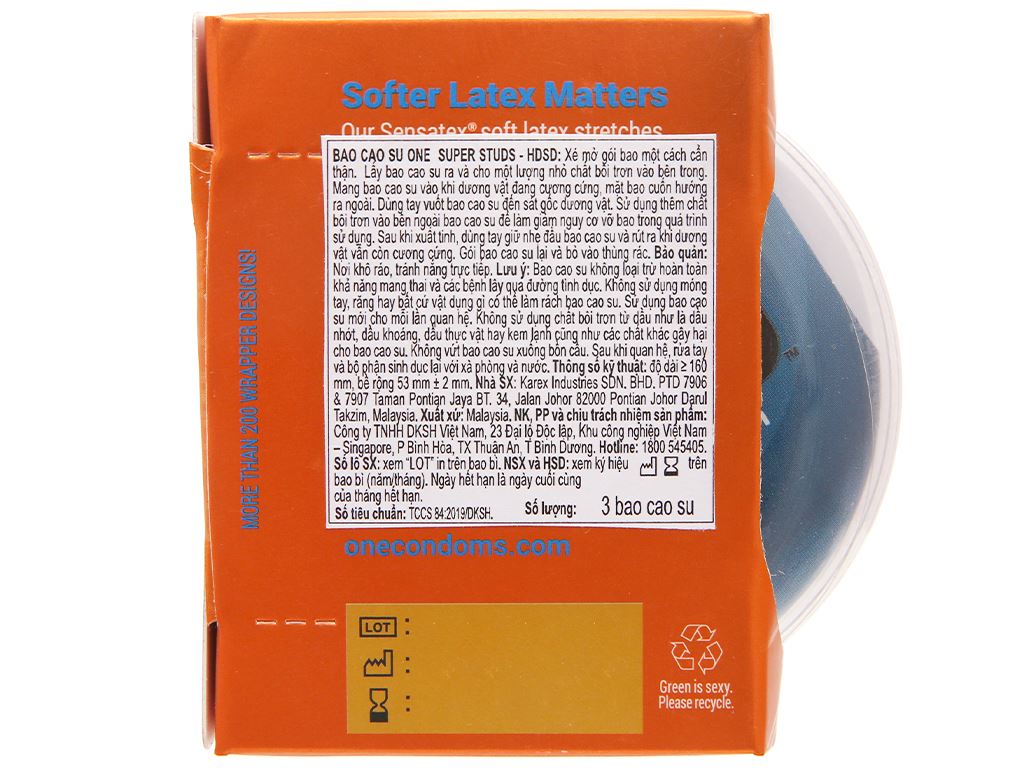 Softer Latex Matters
Our Sensatex® soft latex stretches
BAO CAO SU ONE SUPER STUDS - HDSD: Xé mở gói bao một cách cẩn
thận. Lấy bao cao su ra và cho một lượng nhỏ chất bôi trơn vào bên trong.
Mang bao cao su vào khi dương vật đang cương cứng, mặt bao cuộn hướng
ra ngoài. Dùng tay vuốt bao cao su đến sát gốc dương vật. Sử dụng thêm chất
bôi trơn vào bên ngoài bao cao su để làm giảm nguy cơ vỡ bao trong quá trình
sử dụng. Sau khi xuất tinh, dùng tay giữ nhẹ đầu bao cao su và rút ra khi dương
vật vẫn còn cương cứng. Gói bao cao su lại và bỏ vào thùng rác. Bảo quản:
Nơi khô ráo, tránh nắng trực tiếp. Lưu ý: Bao cao su không loại trừ hoàn toàn
khả năng mang thai và các bệnh lây qua đường tình dục. Không sử dụng móng
tay, răng hay bất cứ vật dụng gì có thể làm rách bao cao su. Sử dụng bao cao
su mới cho mỗi lần quan hệ. Không sử dụng chất bôi trơn từ dầu như là dầu
nhớt, dầu khoáng, dầu thực vật hay kem lạnh cũng như các chất khác gây hại
cho bao cao su. Không vứt bao cao su xuống bồn cầu. Sau khi quan hệ, rửa tay
và bộ phận sinh dục lại với xà phòng và nước. Thông số kỹ thuật: độ dài ≥ 160
mm, bề rộng 53 mm ± 2 mm. Nhà SX: Karex Industries SDN. BHD. PTD 7906
& 7907 Taman Pontian Jaya BT. 34, Jalan Johor 82000 Pontian Johor Darul
Takzim, Malaysia. Xuất xứ: Malaysia. NK, PP và chịu trách nhiệm sản phẩm:
Công ty TNHH DKSH Việt Nam, 23 Đại lộ Độc lập, Khu công nghiệp Việt Nam
– Singapore, P Bình Hòa, TX Thuận An, T Bình Dương. Hotline: 1800 545405.
Số lô SX: xem “LOT” in trên bao bì. NSX và HSD: xem ký hiệu trên
bao bì (năm/tháng). Ngày hết hạn là ngày cuối cùng
của tháng hết hạn.
Số tiêu chuẩn: TCCS 84:2019/DKSH. Số lượng: 3 bao cao su
onecondoms.com
MORE THAN 200 WRAPPER DESIGNS!
LOT :
:
:
Green is sexy.
Please recycle.
TM